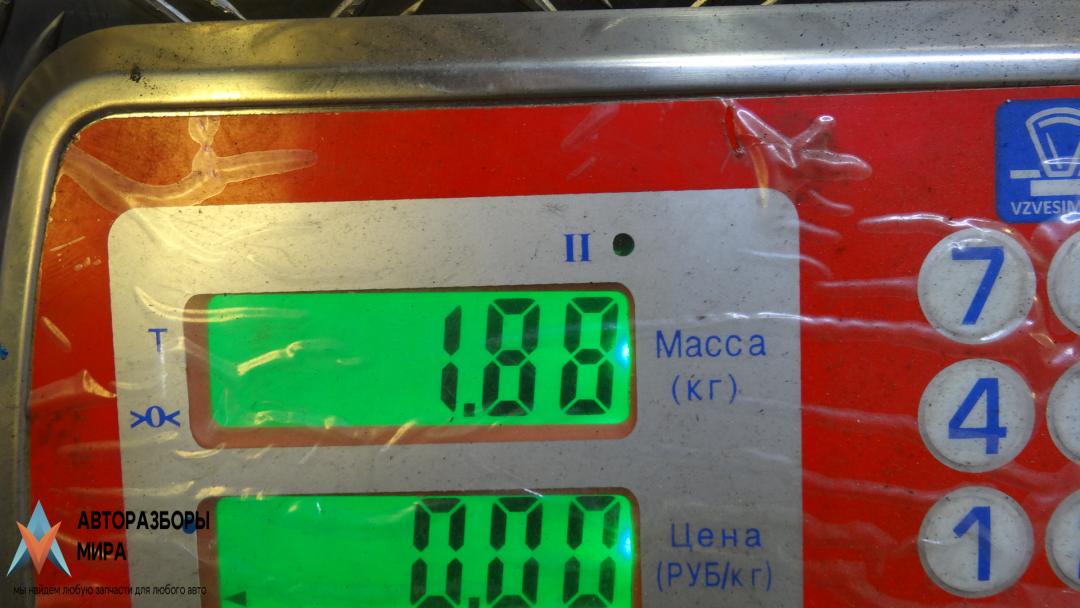 VZVESIM
II
7
T
1.88
Масса
(кг)
>0<
4
0.00
Цена
(РУБ/кг)
1
АВТОРАЗБОРЫ
МИРА
мы найдем любую запчасти для любого авто